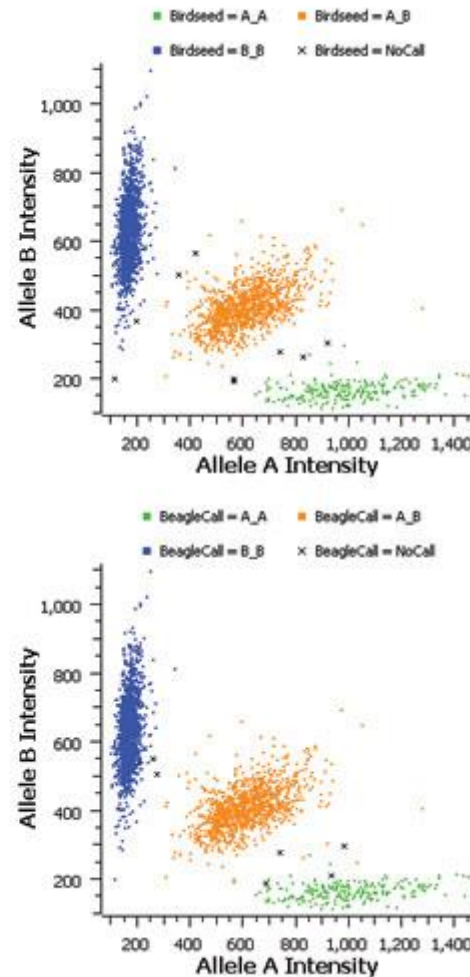 Birdseed = A_A Birdseed = A_B
Birdseed = B_B × Birdseed = NoCall
1,000
800
600
400
200
Allele B Intensity
200 400 600 800 1,000 1,200 1,400
Allele A Intensity
BeagleCall = A_A BeagleCall = A_B
BeagleCall = B_B × BeagleCall = NoCall
1,000
800
600
400
200
Allele B Intensity
200 400 600 800 1,000 1,200 1,400
Allele A Intensity